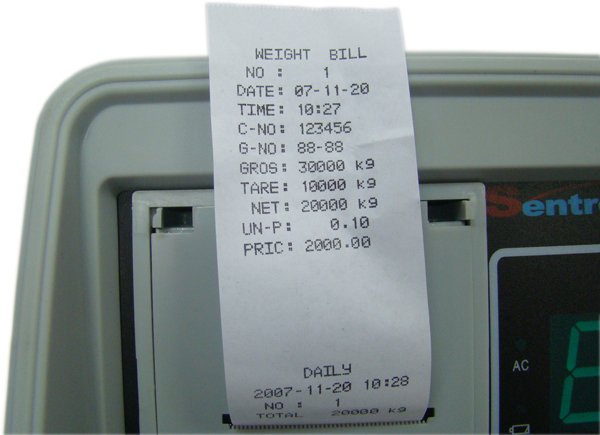 WEIGHT BILL
NO : 1
DATE: 07-11-20
TIME: 10:27
C-NO: 123456
G-NO: 88-88
GROS: 30000 kg
TARE: 10000 kg
NET: 20000 kg
UN-P: 0.10
PRIC: 2000.00
DAILY
2007-11-20 10:28
NO : 1
TOTAL 20000 kg
Sentr
AC